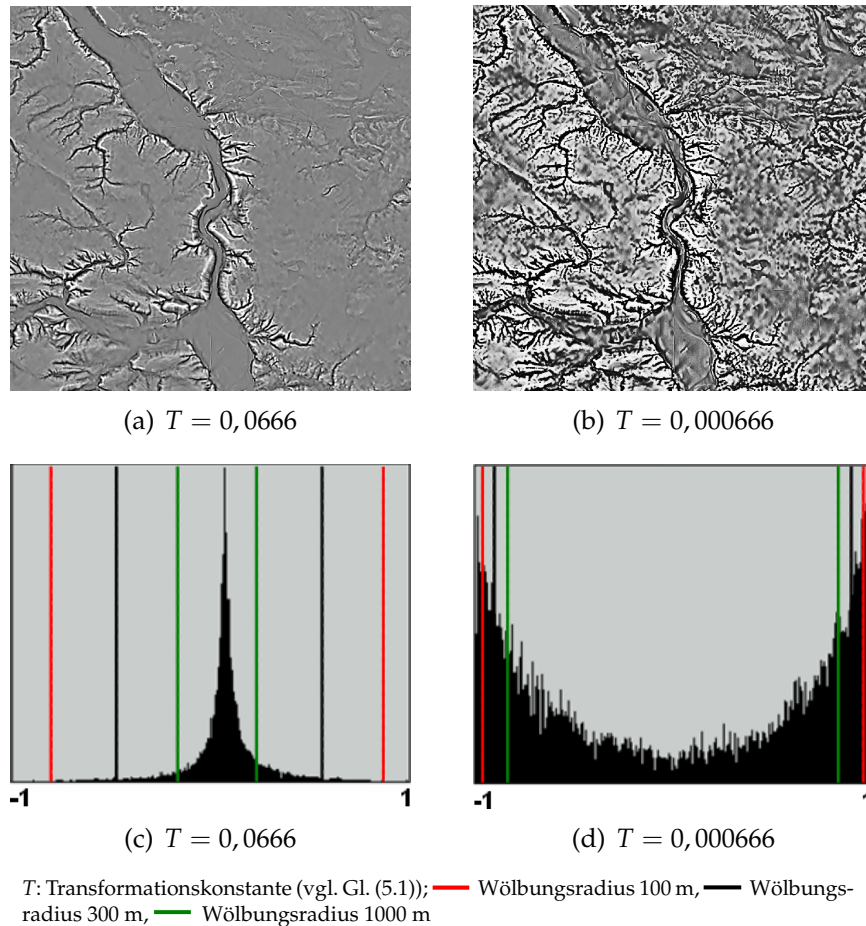 (a) T = 0,0666
(b) T = 0,000666
-1 1
-1 1
(c) T = 0,0666
(d) T = 0,000666
T: Transformationskonstante (vgl. Gl. (5.1)); Wölbungsradius 100 m, Wölbungs-
radius 300 m, Wölbungsradius 1000 m